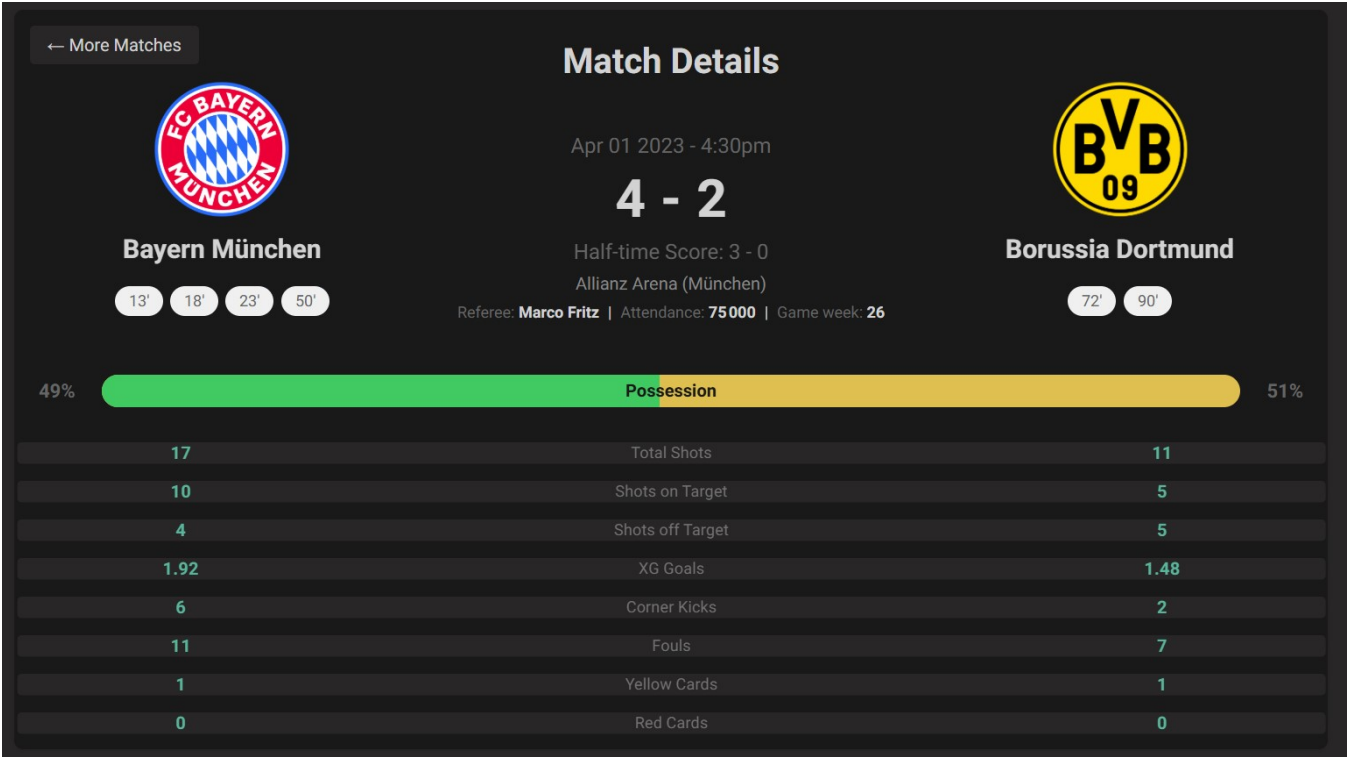 ← More Matches
Match Details
FC BAYERN
MÜNCHEN
Bayern München
13' 18' 23' 50'
Apr 01 2023 - 4:30pm
4 - 2
Half-time Score: 3 - 0
Allianz Arena (München)
Referee: Marco Fritz | Attendance: 75 000 | Game week: 26
BVB
09
Borussia Dortmund
72' 90'
49% Possession 51%
17 Total Shots 11
10 Shots on Target 5
4 Shots off Target 5
1.92 XG Goals 1.48
6 Corner Kicks 2
11 Fouls 7
1 Yellow Cards 1
0 Red Cards 0